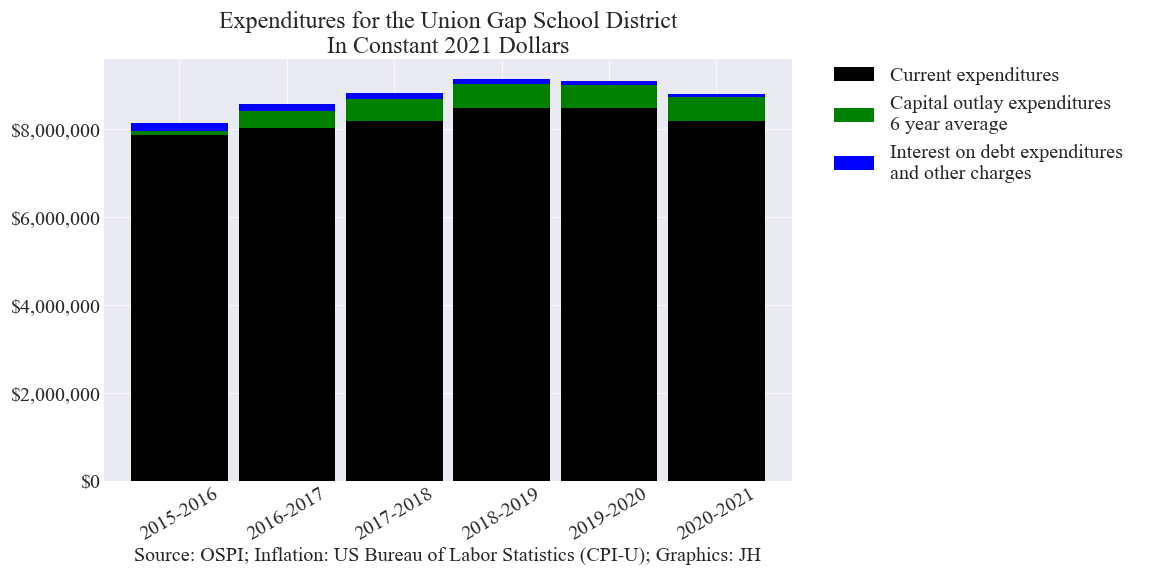 Expenditures for the Union Gap School District
In Constant 2021 Dollars
Current expenditures
Capital outlay expenditures
6 year average
Interest on debt expenditures
and other charges
$8,000,000
$6,000,000
$4,000,000
$2,000,000
$0
2015-2016
2016-2017
2017-2018
2018-2019
2019-2020
2020-2021
Source: OSPI; Inflation: US Bureau of Labor Statistics (CPI-U); Graphics: JH